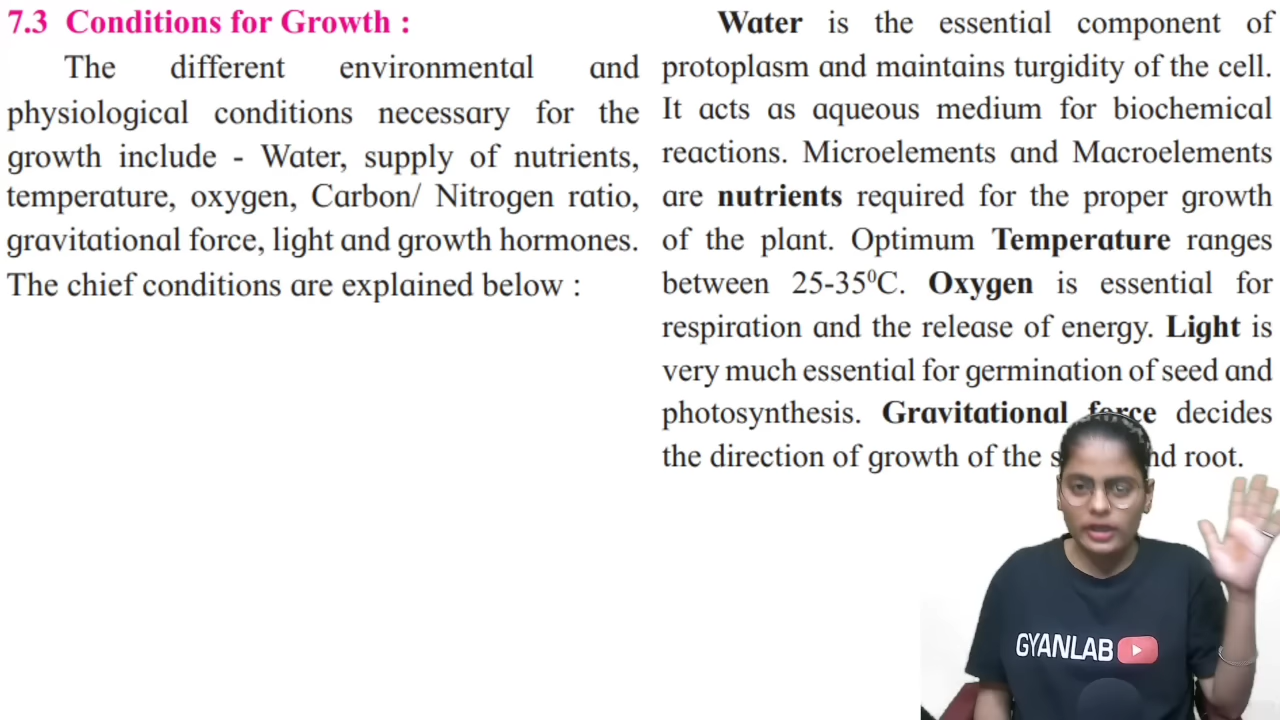 7.3 Conditions for Growth :
The different environmental and
physiological conditions necessary for the
growth include - Water, supply of nutrients,
temperature, oxygen, Carbon/ Nitrogen ratio,
gravitational force, light and growth hormones.
The chief conditions are explained below :
Water is the essential component of
protoplasm and maintains turgidity of the cell.
It acts as aqueous medium for biochemical
reactions. Microelements and Macroelements
are nutrients required for the proper growth
of the plant. Optimum Temperature ranges
between 25-35⁰C. Oxygen is essential for
respiration and the release of energy. Light is
very much essential for germination of seed and
photosynthesis. Gravitational force decides
the direction of growth of the root.
GYANLAB